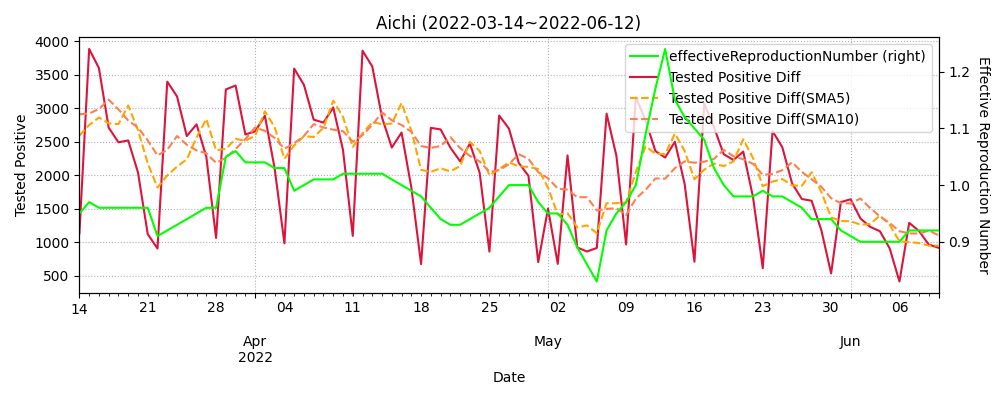 Aichi (2022-03-14~2022-06-12)
effectiveReproductionNumber (right)
Tested Positive Diff
Tested Positive Diff(SMA5)
Tested Positive Diff(SMA10)
Tested Positive
4000
3500
3000
2500
2000
1500
1000
500
1.2
1.1
1.0
0.9
Effective Reproduction Number
14 21 28 04 11 18 25 02 09 16 23 30 06
Apr May Jun
2022
Date